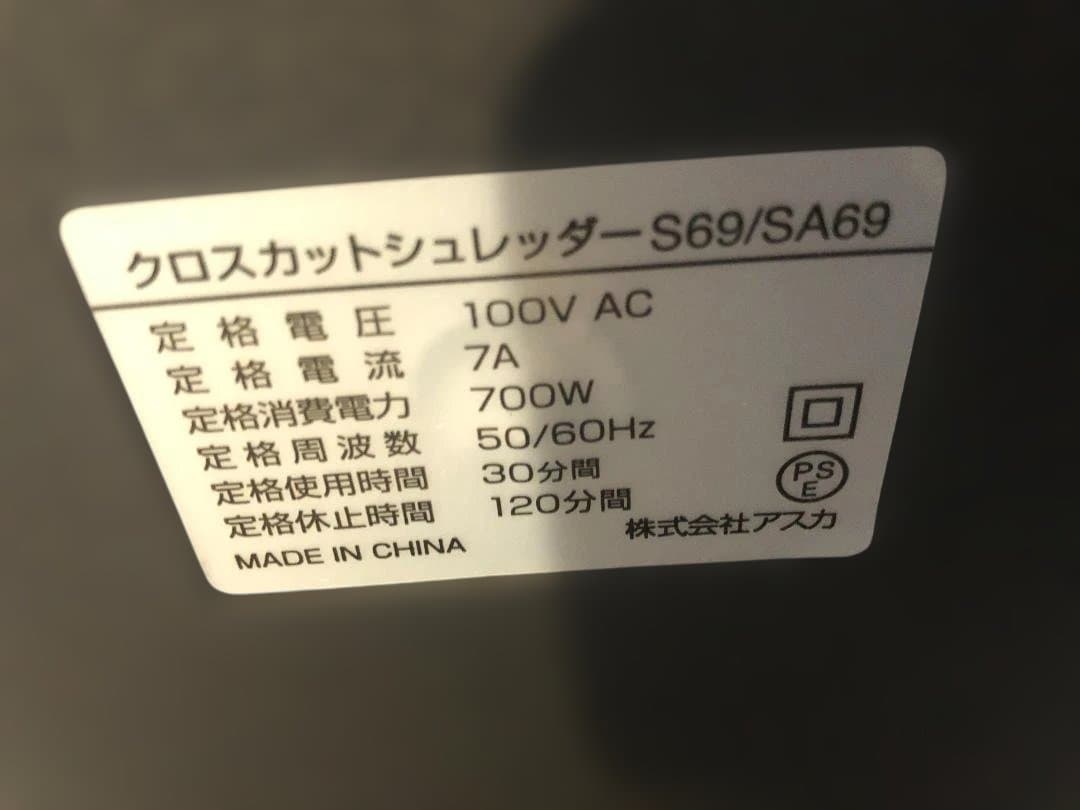 クロスカットシュレッダーS69/SA69
定格電圧 100V AC
定格電流 7A
定格消費電力 700W
定格周波数 50/60Hz
定格使用時間 30分間
定格休止時間 120分間
PSE
株式会社アスカ
MADE IN CHINA